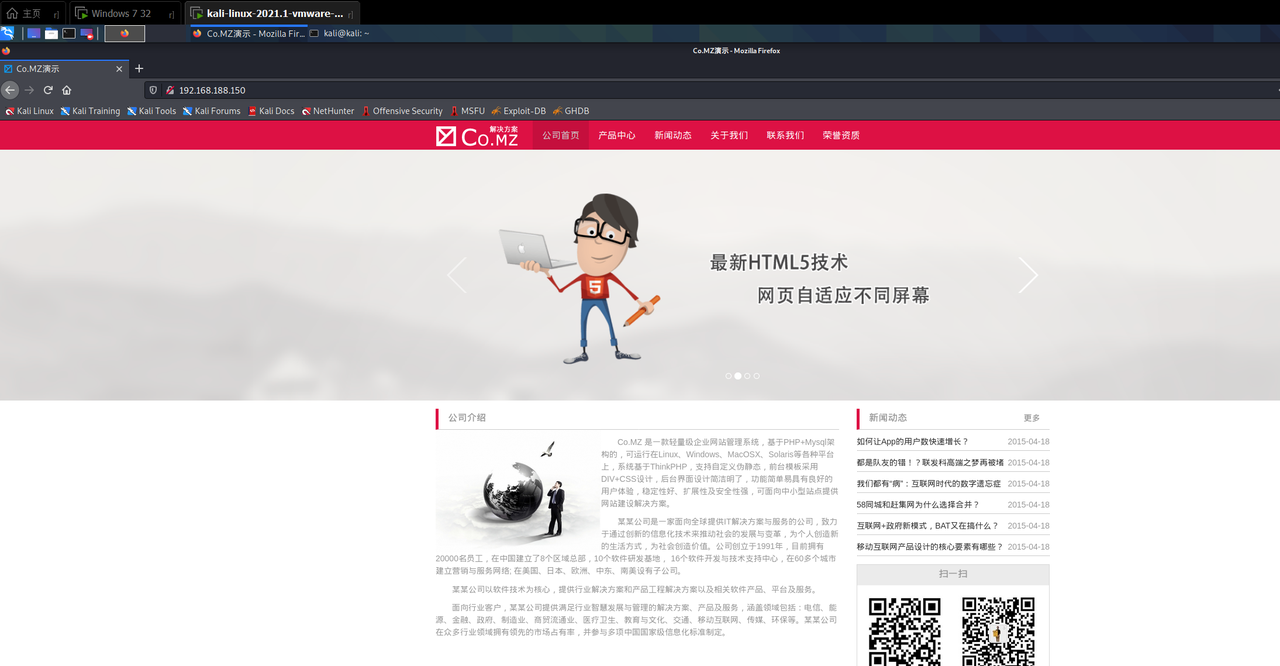 主页
Windows 7 32
kali-linux-2021.1-vmware-...
Co.MZ演示 - Mozilla Fir...
kali@kali: ~
Co.MZ演示 - Mozilla Firefox
Co.MZ演示
192.168.188.150
Kali Linux
Kali Training
Kali Tools
Kali Forums
Kali Docs
NetHunter
Offensive Security
MSFU
Exploit-DB
GHDB
解决方案
Co.MZ
公司首页
产品中心
新闻动态
关于我们
联系我们
荣誉资质
5
最新HTML5技术
网页自适应不同屏幕
公司介绍
Co.MZ 是一款轻量级企业网站管理系统，基于PHP+Mysql架
构的，可运行在Linux、Windows、MacOSX、Solaris等各种平台
上，系统基于ThinkPHP，支持自定义伪静态，前台模板采用
DIV+CSS设计，后台界面设计简洁明了，功能简单易具有良好的
用户体验，稳定性好、扩展性及安全性强，可面向中小型站点提供
网站建设解决方案。
某某公司是一家面向全球提供IT解决方案与服务的公司，致力
于通过创新的信息化技术来推动社会的发展与变革，为个人创造新
的生活方式，为社会创造价值。公司创立于1991年，目前拥有
20000名员工，在中国建立了8个区域总部，10个软件研发基地， 16个软件开发与技术支持中心，在60多个城市
建立营销与服务网络; 在美国、日本、欧洲、中东、南美设有子公司。
某某公司以软件技术为核心，提供行业解决方案和产品工程解决方案以及相关软件产品、平台及服务。
面向行业客户，某某公司提供满足行业智慧发展与管理的解决方案、产品及服务，涵盖领域包括：电信、能
源、金融、政府、制造业、商贸流通业、医疗卫生、教育与文化、交通、移动互联网、传媒、环保等。某某公司
在众多行业领域拥有领先的市场占有率，并参与多项中国国家级信息化标准制定。
新闻动态
更多
如何让App的用户数快速增长？ 2015-04-18
都是队友的错！？联发科高端之梦再被堵 2015-04-18
我们都有“病”：互联网时代的数字遗忘症 2015-04-18
58同城和赶集网为什么选择合并？ 2015-04-18
互联网+政府新模式，BAT又在搞什么？ 2015-04-18
移动互联网产品设计的核心要素有哪些？ 2015-04-18
扫一扫